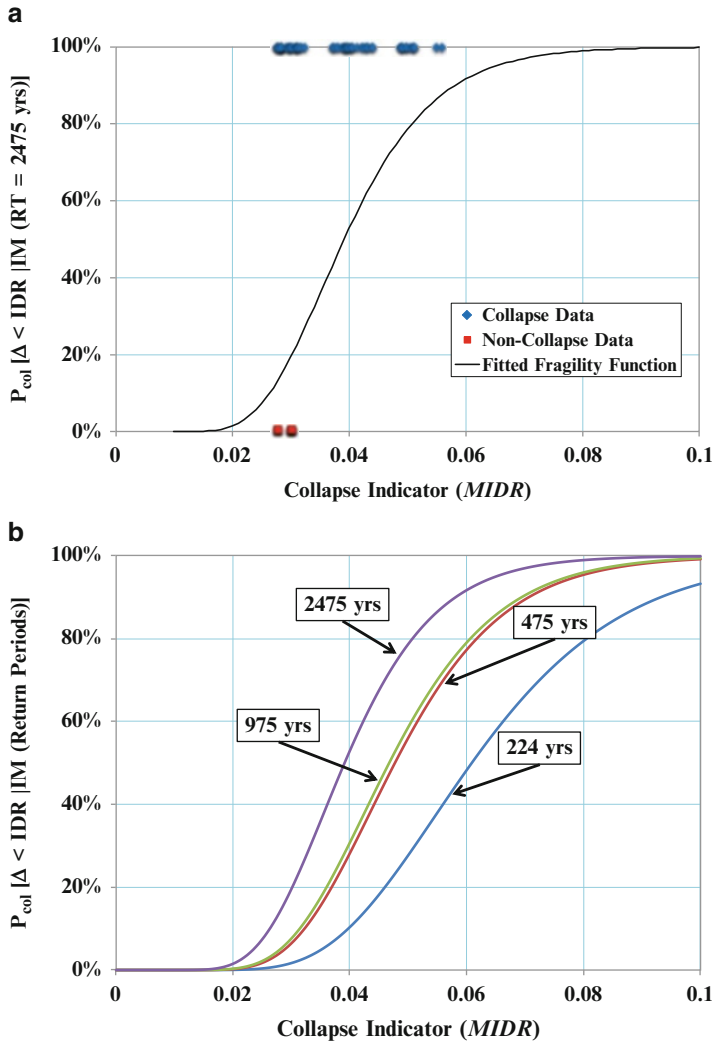 a
100%
80%
60%
40%
20%
0%
0 0.02 0.04 0.06 0.08 0.1
P_col [Δ < IDR |IM (RT = 2475 yrs)]
Collapse Indicator (MIDR)
Collapse Data
Non-Collapse Data
Fitted Fragility Function
b
100%
80%
60%
40%
20%
0%
0 0.02 0.04 0.06 0.08 0.1
P_col [Δ < IDR |IM (Return Periods)]
Collapse Indicator (MIDR)
2475 yrs
475 yrs
975 yrs
224 yrs